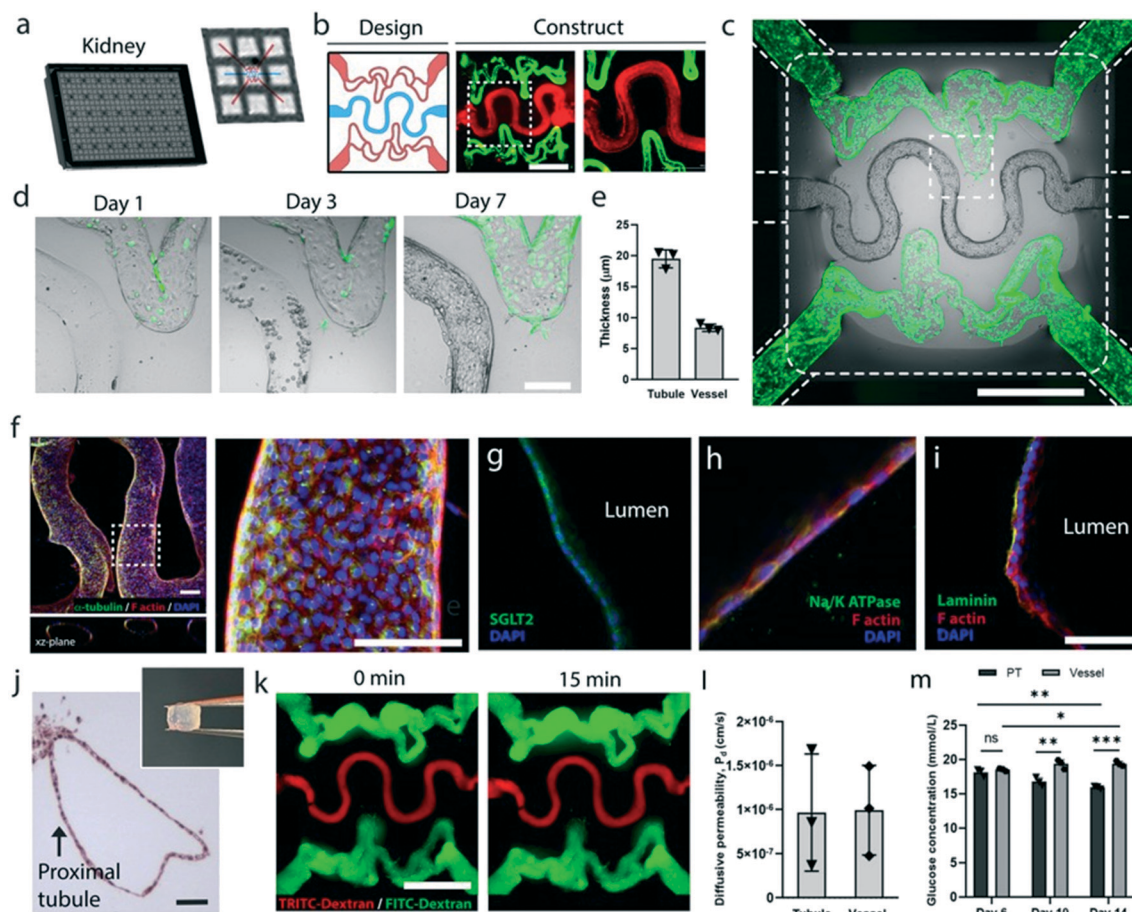 a
Kidney
b
Design
Construct
c
d
Day 1
Day 3
Day 7
e
Thickness (μm)
25
20
15
10
5
0
Tubule
Vessel
f
α-tubulin / F actin / DAPI
xz-plane
e
g
Lumen
SGLT2
DAPI
h
Na/K ATPase
F actin
DAPI
i
Lumen
Laminin
F actin
DAPI
j
Proximal
tubule
k
0 min
15 min
TRITC-Dextran / FITC-Dextran
l
Diffusive permeability, Pd (cm/s)
2×10-6
1.5×10-6
1×10-6
5×10-7
Tubule
Vessel
m
PT
Vessel
Glucose concentration (mmol/L)
25
20
15
10
5
0
**
*
ns
**
***